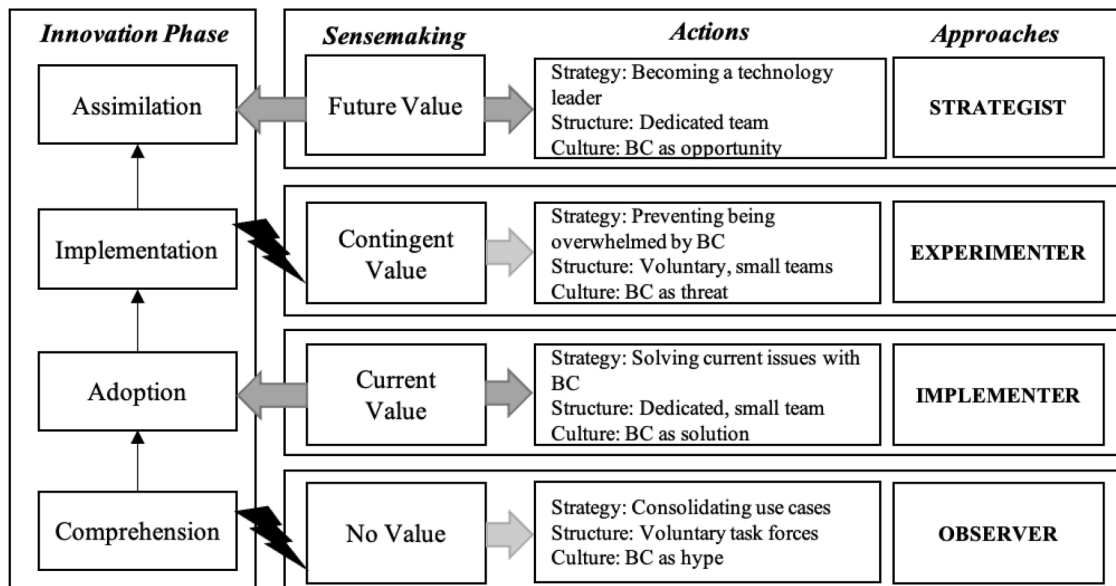 Innovation Phase
Sensemaking
Actions
Approaches
Assimilation
Future Value
Strategy: Becoming a technology
leader
Structure: Dedicated team
Culture: BC as opportunity
STRATEGIST
Implementation
Contingent
Value
Strategy: Preventing being
overwhelmed by BC
Structure: Voluntary, small teams
Culture: BC as threat
EXPERIMENTER
Adoption
Current
Value
Strategy: Solving current issues with
BC
Structure: Dedicated, small team
Culture: BC as solution
IMPLEMENTER
Comprehension
No Value
Strategy: Consolidating use cases
Structure: Voluntary task forces
Culture: BC as hype
OBSERVER